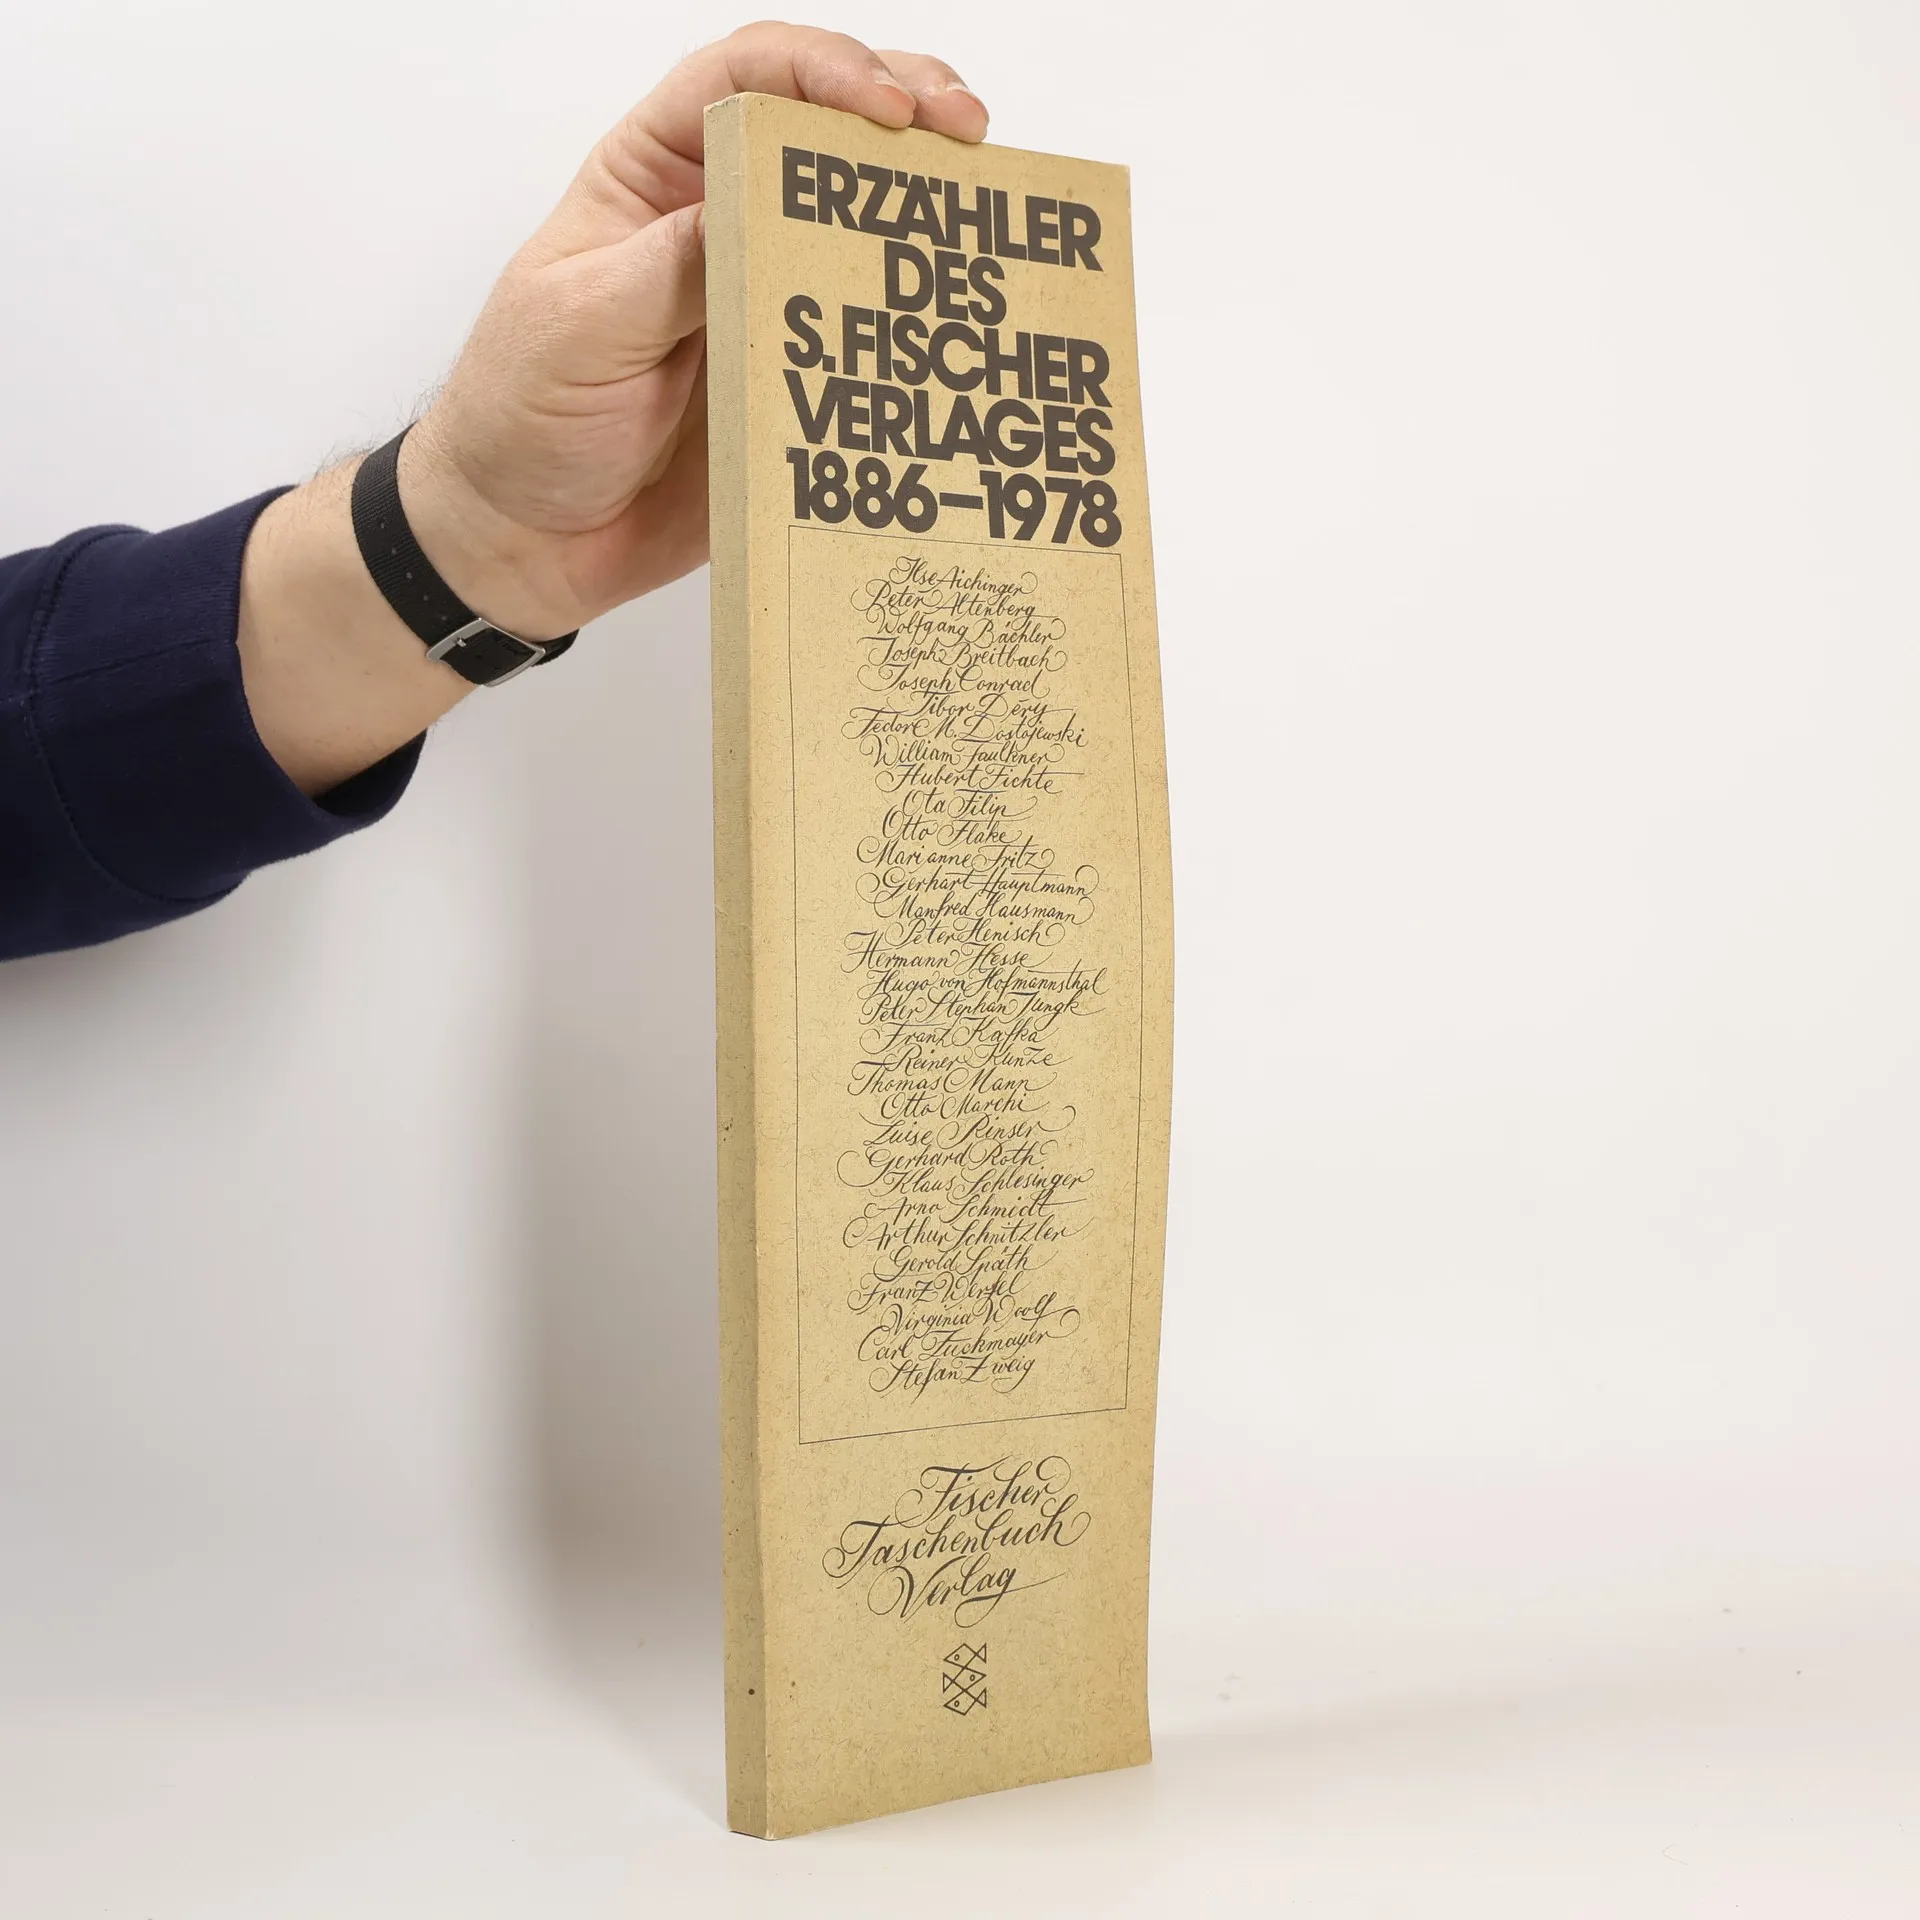 ERZÄHLER
DES
S. FISCHER
VERLAGES
1886–1978
Ilse Aichinger
Peter Altenberg
Wolfgang Bächler
Joseph Breitbach
Joseph Conrad
Tibor Déry
Fedor M. Dostojewski
William Faulkner
Hubert Fichte
Ota Filip
Otto Flake
Marianne Fritz
Gerhart Hauptmann
Manfred Hausmann
Peter Henisch
Hermann Hesse
Hugo von Hofmannsthal
Peter Stephan Jungk
Franz Kafka
Reiner Kunze
Thomas Mann
Otto Marchi
Luise Rinser
Gerhard Roth
Klaus Schlesinger
Arno Schmidt
Arthur Schnitzler
Gerold Späth
Franz Werfel
Virginia Woolf
Carl Zuckmayer
Stefan Zweig
Fischer
Taschenbuch
Verlag